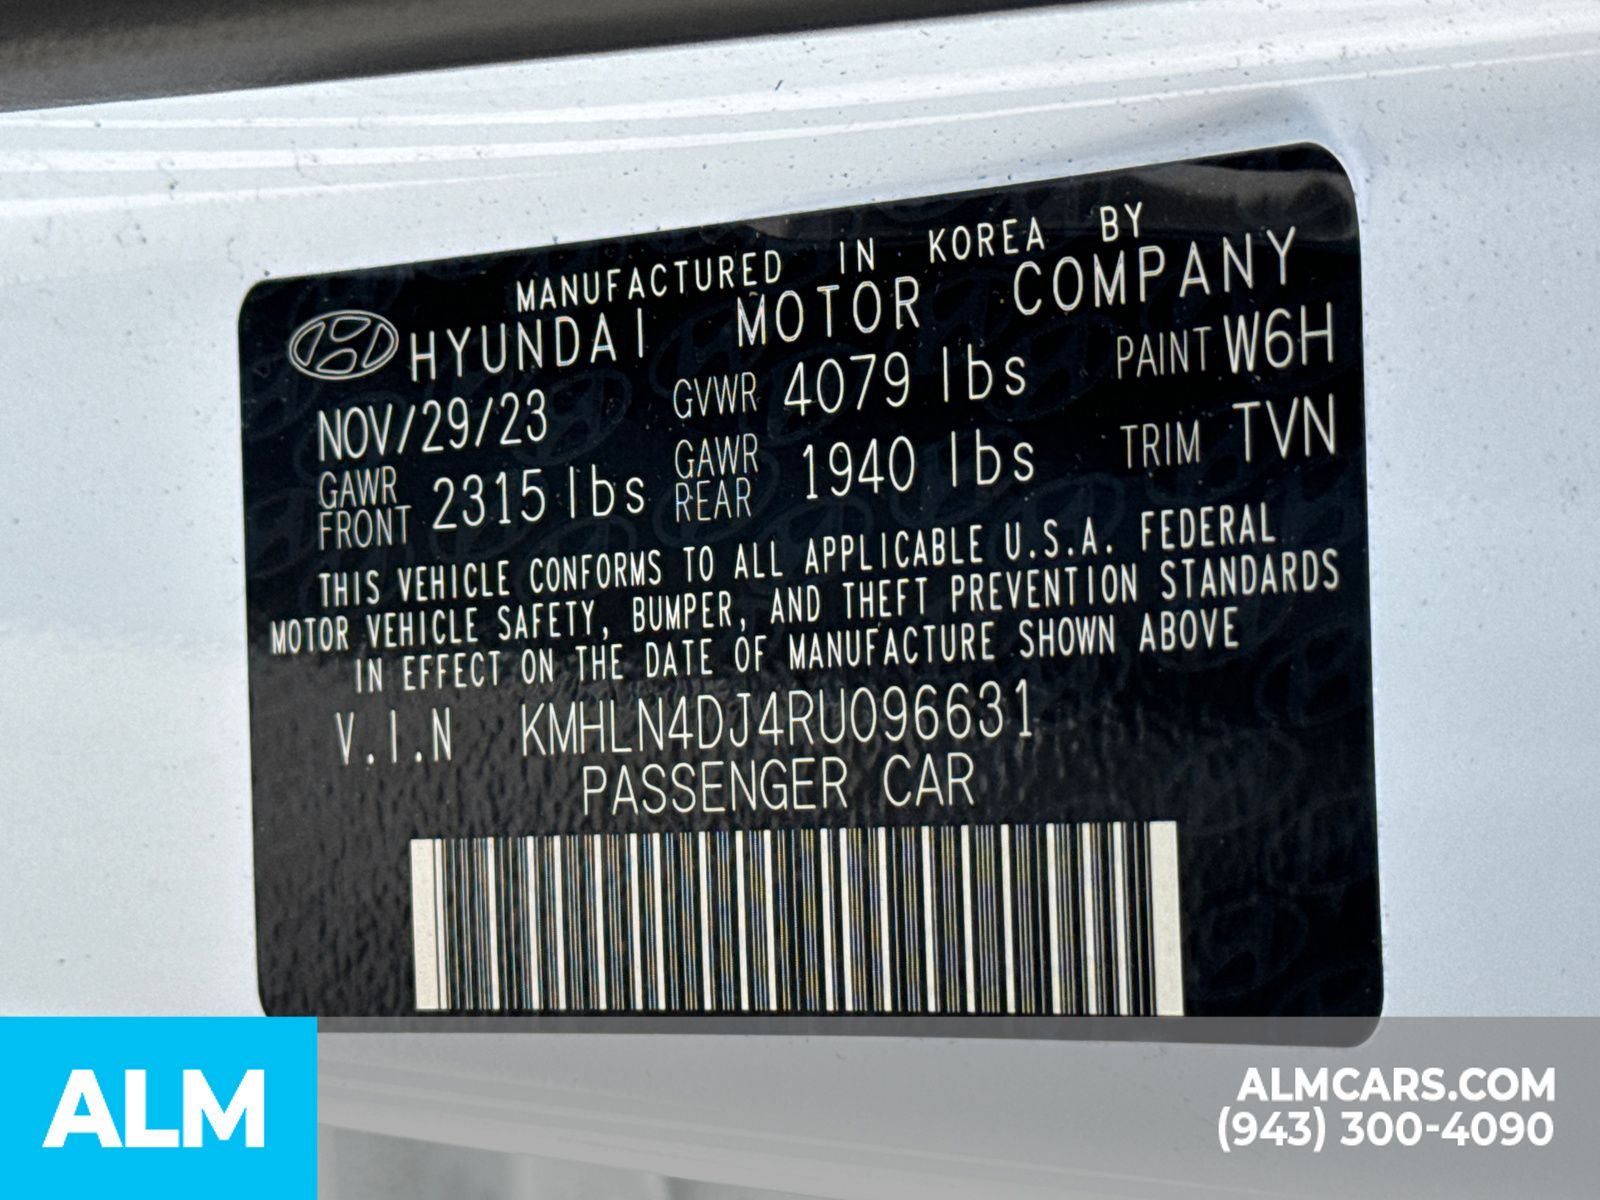 MANUFACTURED IN KOREA BY
HYUNDAI MOTOR COMPANY
NOV/29/23 GVWR 4079 lbs PAINT W6H
GAWR FRONT 2315 lbs GAWR REAR 1940 lbs TRIM TVN
THIS VEHICLE CONFORMS TO ALL APPLICABLE U.S.A. FEDERAL
MOTOR VEHICLE SAFETY, BUMPER, AND THEFT PREVENTION STANDARDS
IN EFFECT ON THE DATE OF MANUFACTURE SHOWN ABOVE
V.I.N KMHLN4DJ4RU096631
PASSENGER CAR
ALM
ALMCARS.COM
(943) 300-4090